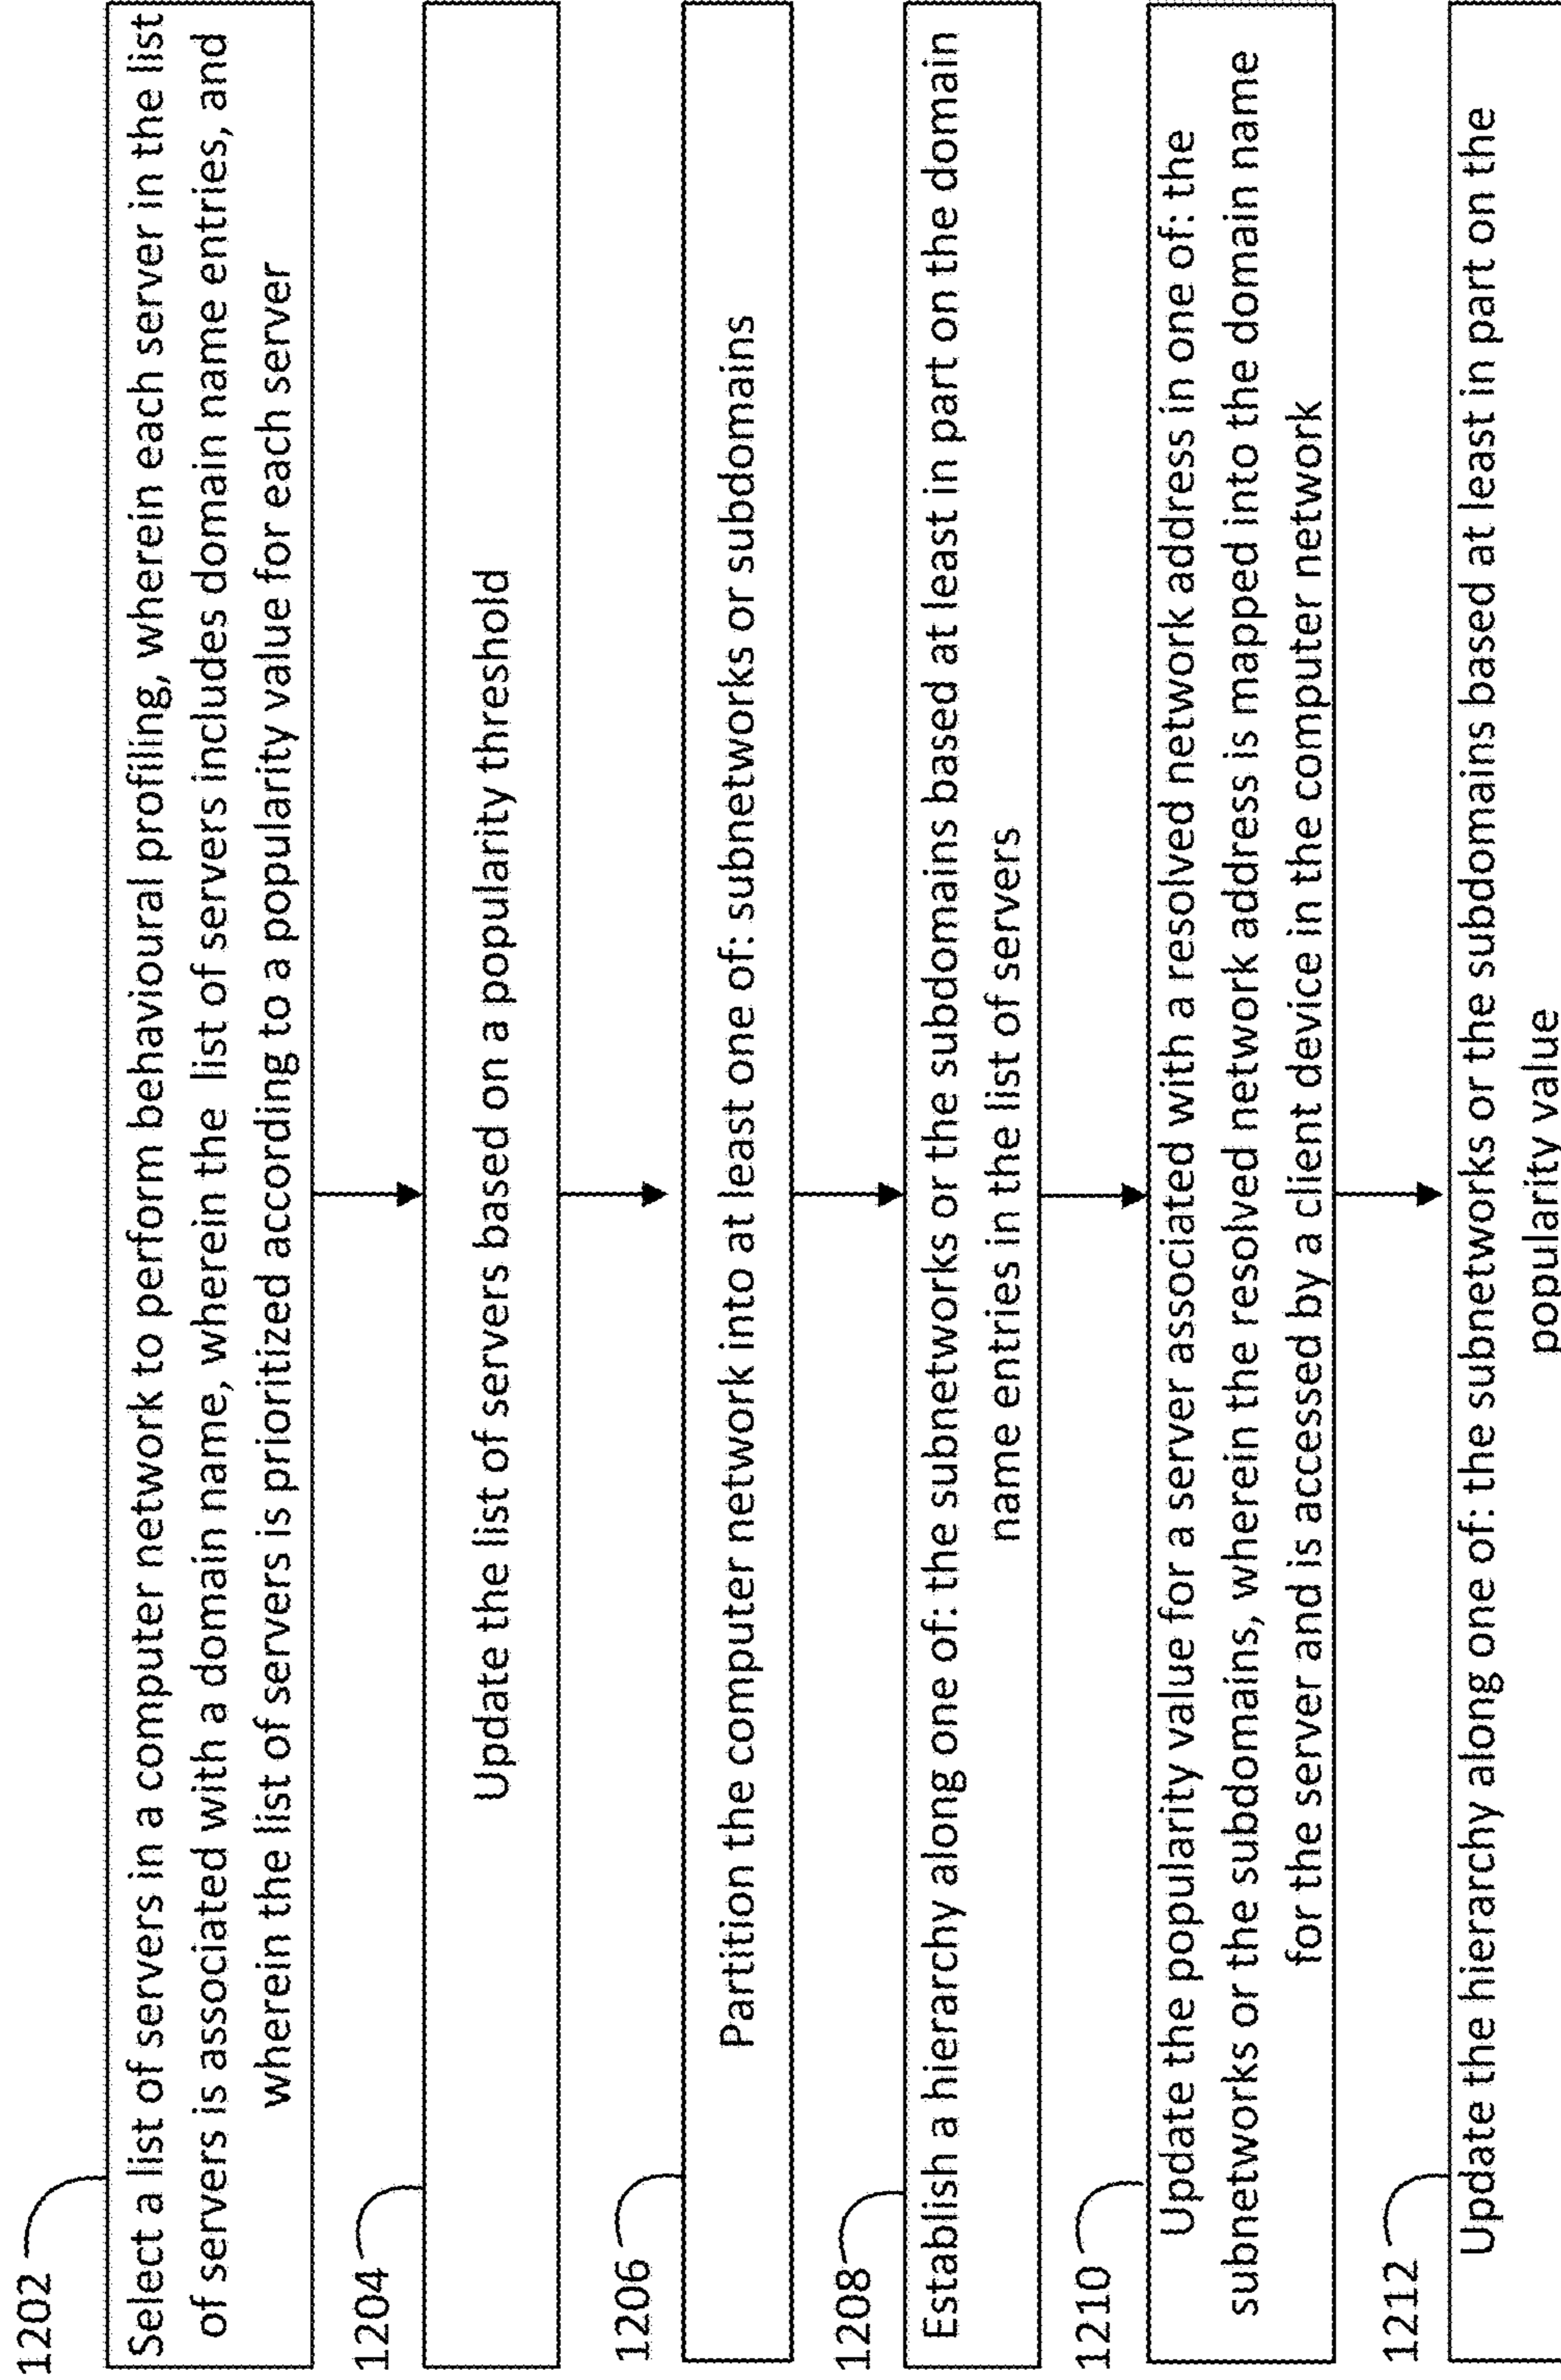 1202
Select a list of servers in a computer network to perform behavioural profiling, wherein each server in the list
of servers is associated with a domain name, wherein the list of servers includes domain name entries, and
wherein the list of servers is prioritized according to a popularity value for each server
1204
Update the list of servers based on a popularity threshold
1206
Partition the computer network into at least one of: subnetworks or subdomains
1208
Establish a hierarchy along one of: the subnetworks or the subdomains based at least in part on the domain
name entries in the list of servers
1210
Update the popularity value for a server associated with a resolved network address in one of: the
subnetworks or the subdomains, wherein the resolved network address is mapped into the domain name
for the server and is accessed by a client device in the computer network
1212
Update the hierarchy along one of: the subnetworks or the subdomains based at least in part on the
popularity value